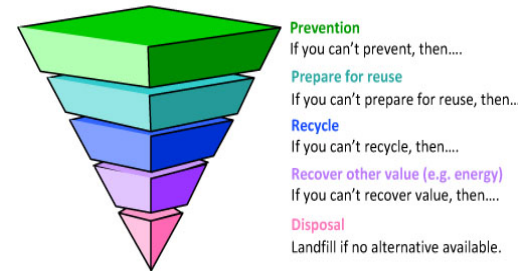 Prevention
If you can't prevent, then....
Prepare for reuse
If you can't prepare for reuse, then...
Recycle
If you can't recycle, then....
Recover other value (e.g. energy)
If you can't recover value, then....
Disposal
Landfill if no alternative available.